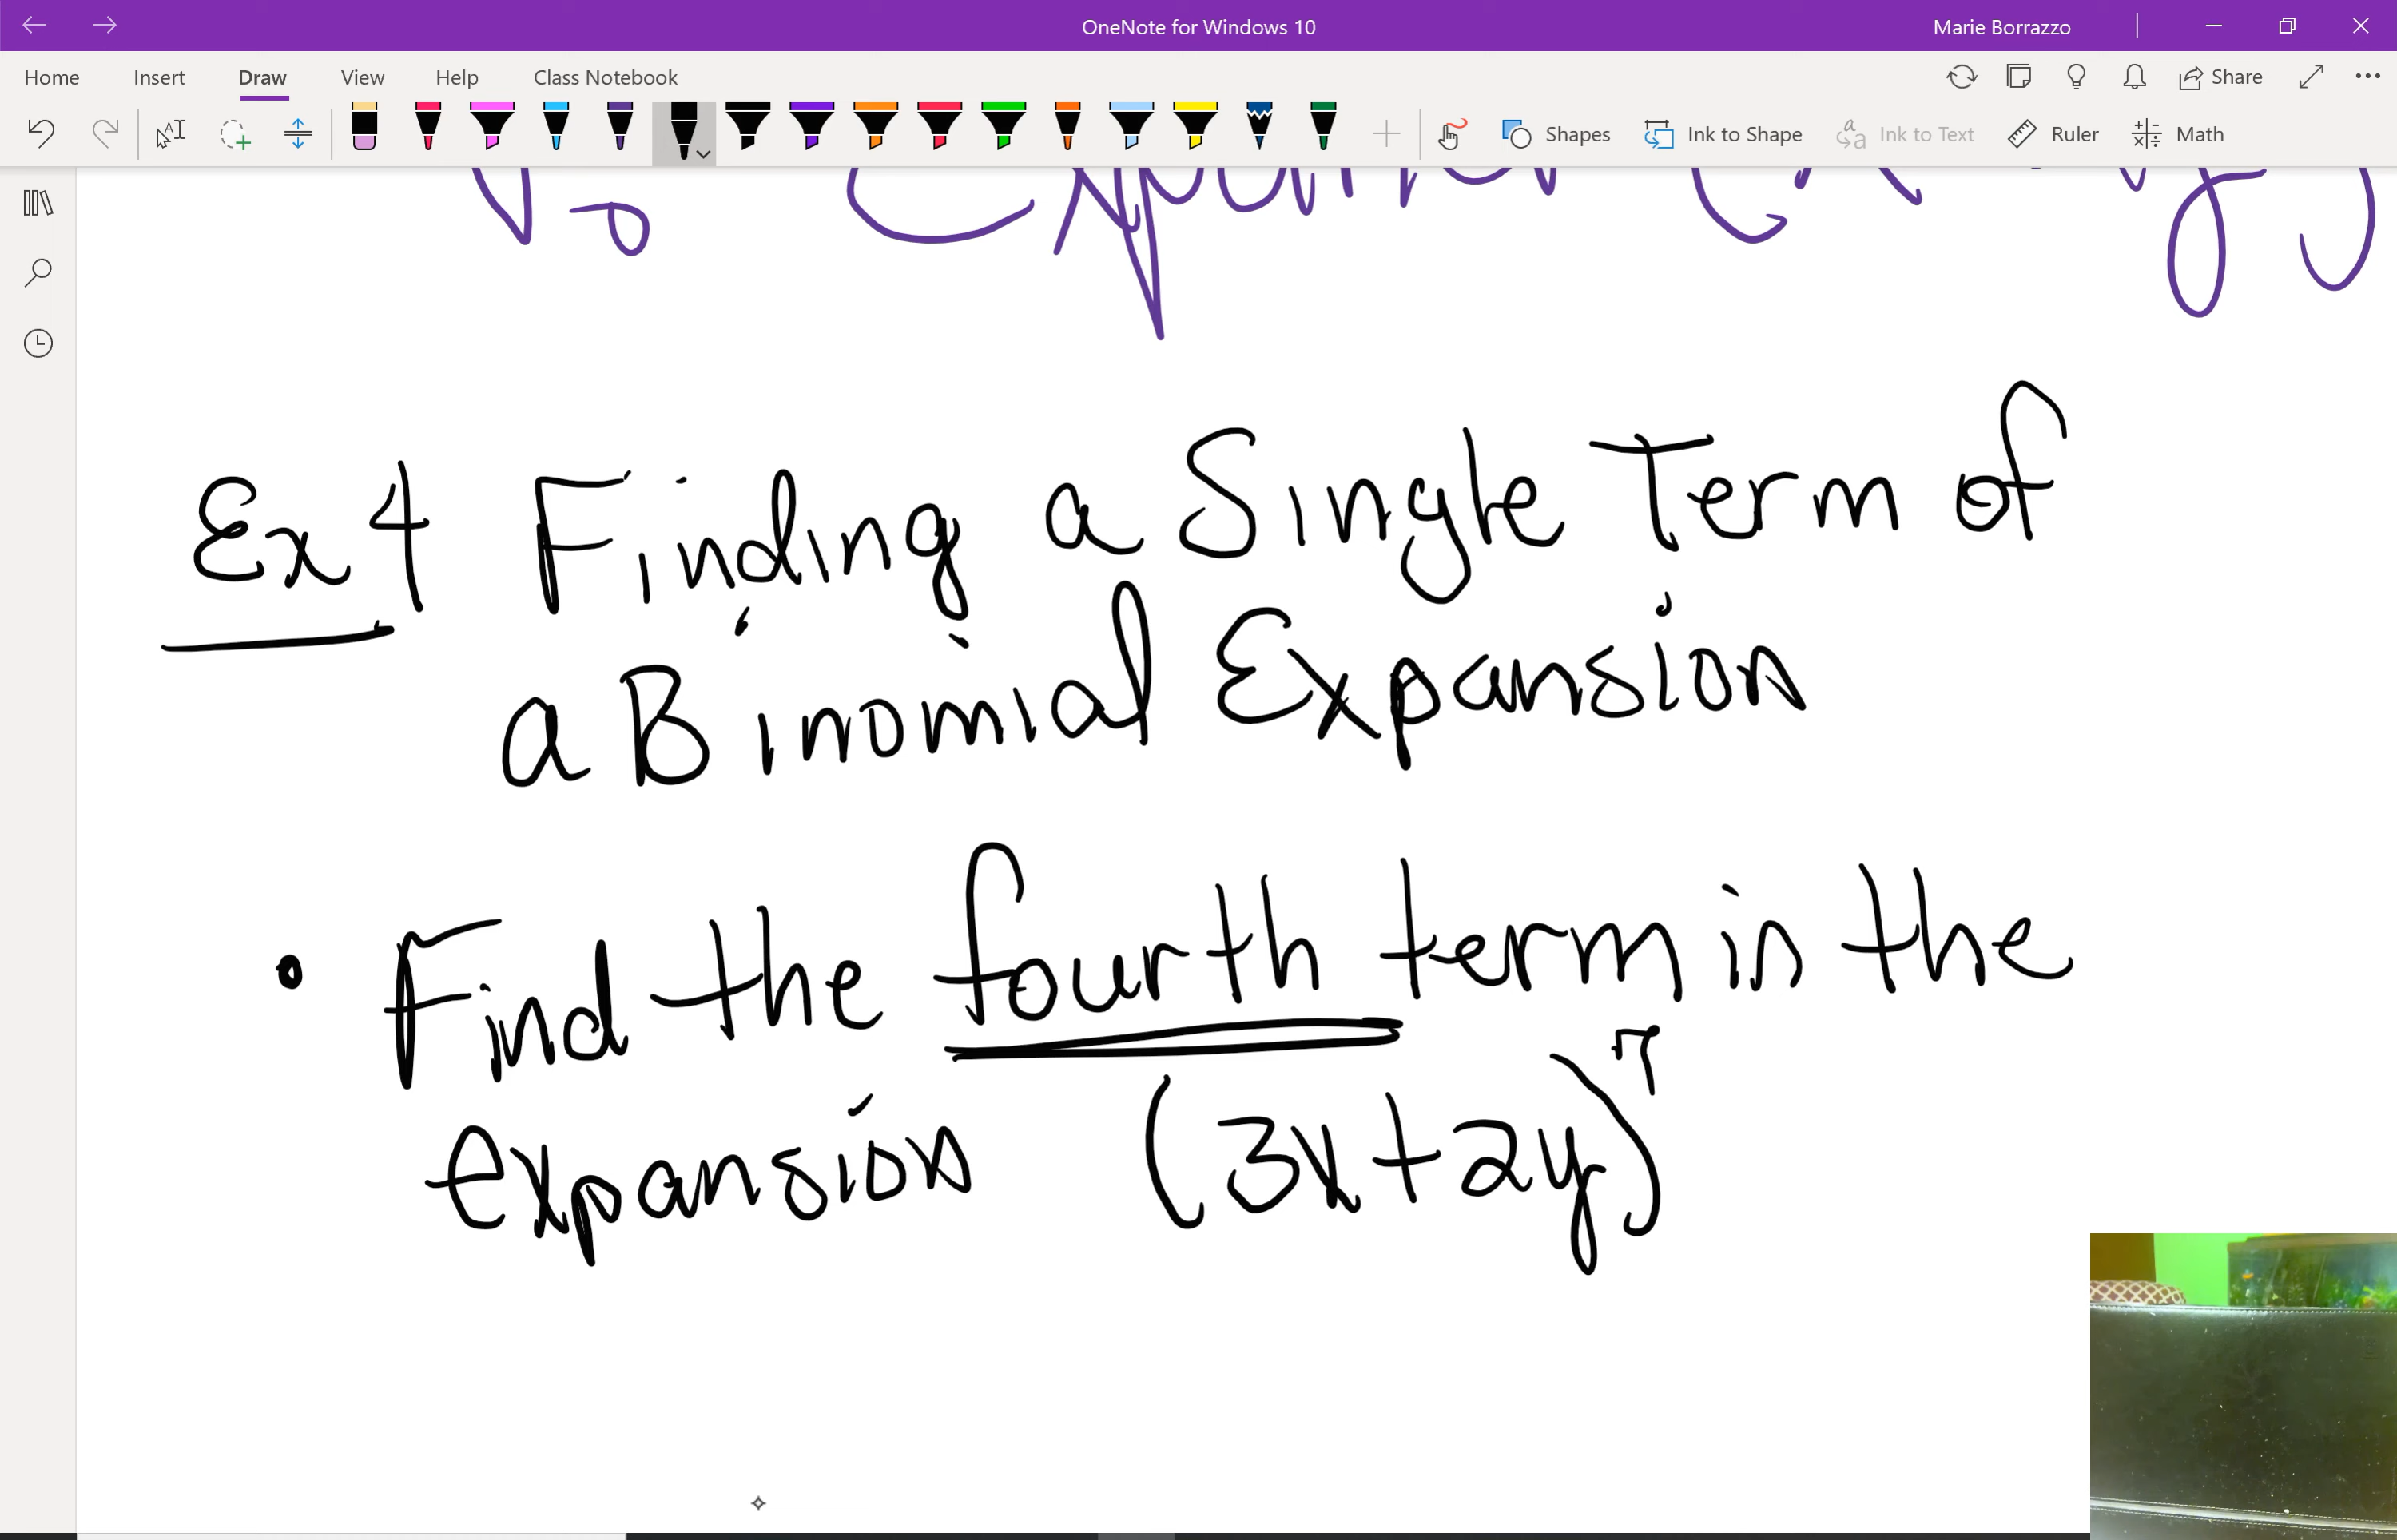 OneNote for Windows 10 Marie Borrazzo
Home Insert Draw View Help Class Notebook Share
Shapes Ink to Shape Ink to Text Ruler Math
Ex 4 Finding a Single Term of
a Binomial Expansion
• Find the fourth term in the
expansion (3x+2y)⁷